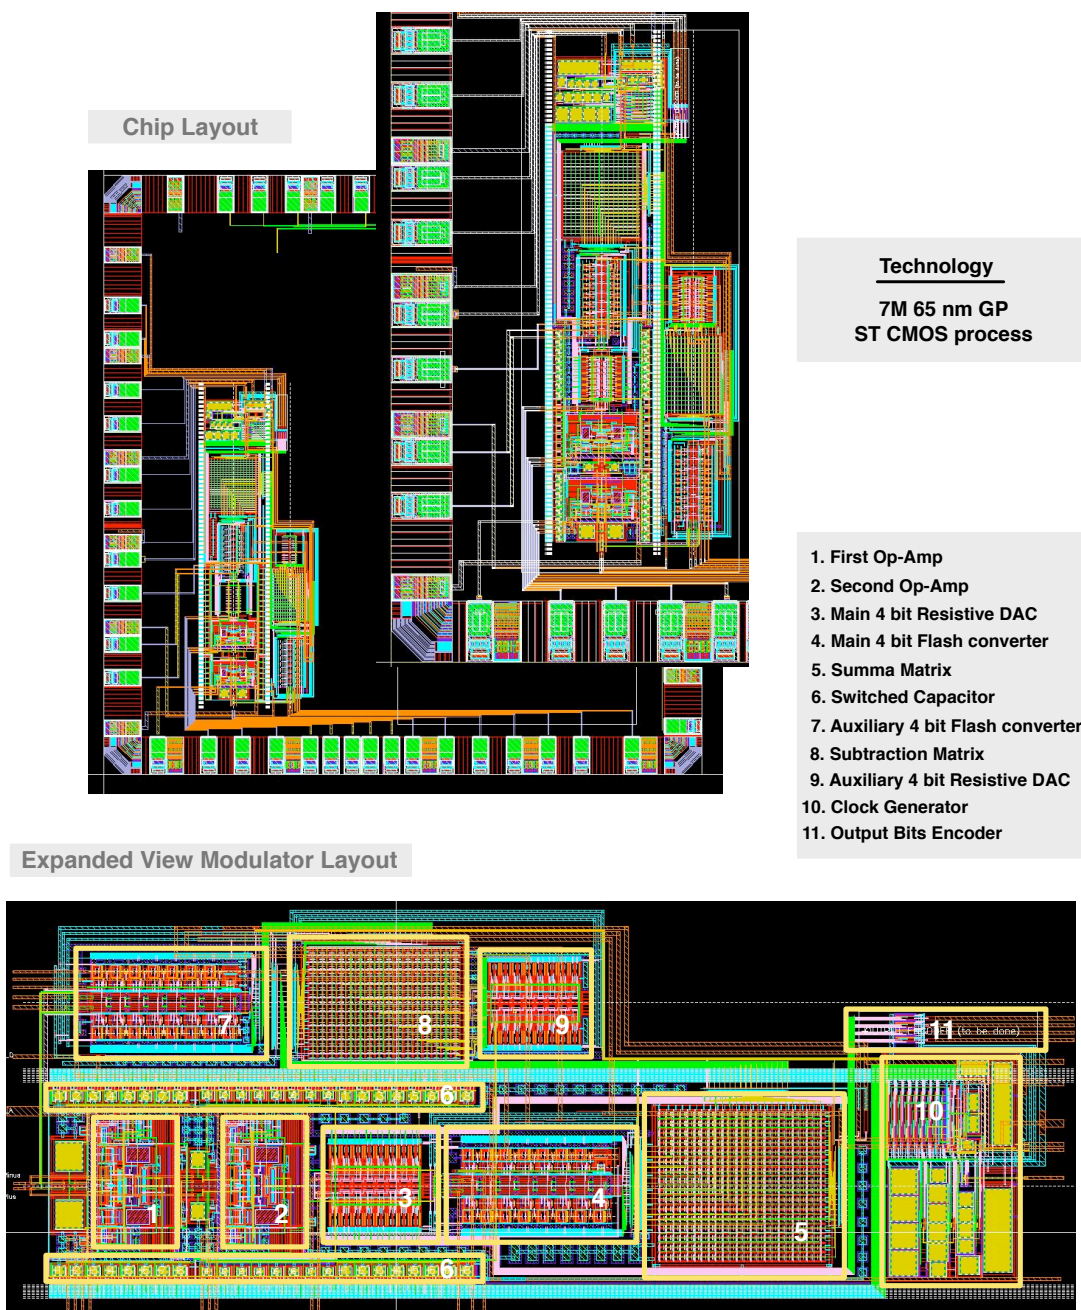 Chip Layout
Technology
7M 65 nm GP
ST CMOS process
1. First Op-Amp
2. Second Op-Amp
3. Main 4 bit Resistive DAC
4. Main 4 bit Flash converter
5. Summa Matrix
6. Switched Capacitor
7. Auxiliary 4 bit Flash converter
8. Subtraction Matrix
9. Auxiliary 4 bit Resistive DAC
10. Clock Generator
11. Output Bits Encoder
Expanded View Modulator Layout
7
8
9
11
(to be done)
6
10
1
2
3
4
5
6